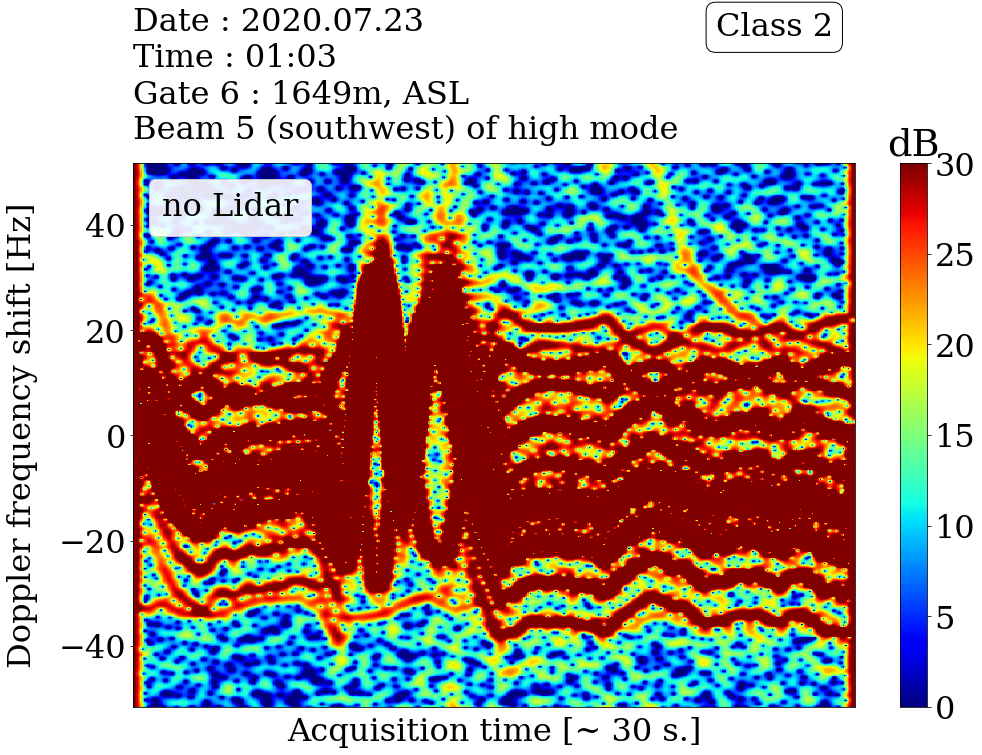 Date : 2020.07.23
Time : 01:03
Gate 6 : 1649m, ASL
Beam 5 (southwest) of high mode
Class 2
dB
no Lidar
Doppler frequency shift [Hz]
40
20
0
−20
−40
30
25
20
15
10
5
0
Acquisition time [~ 30 s.]